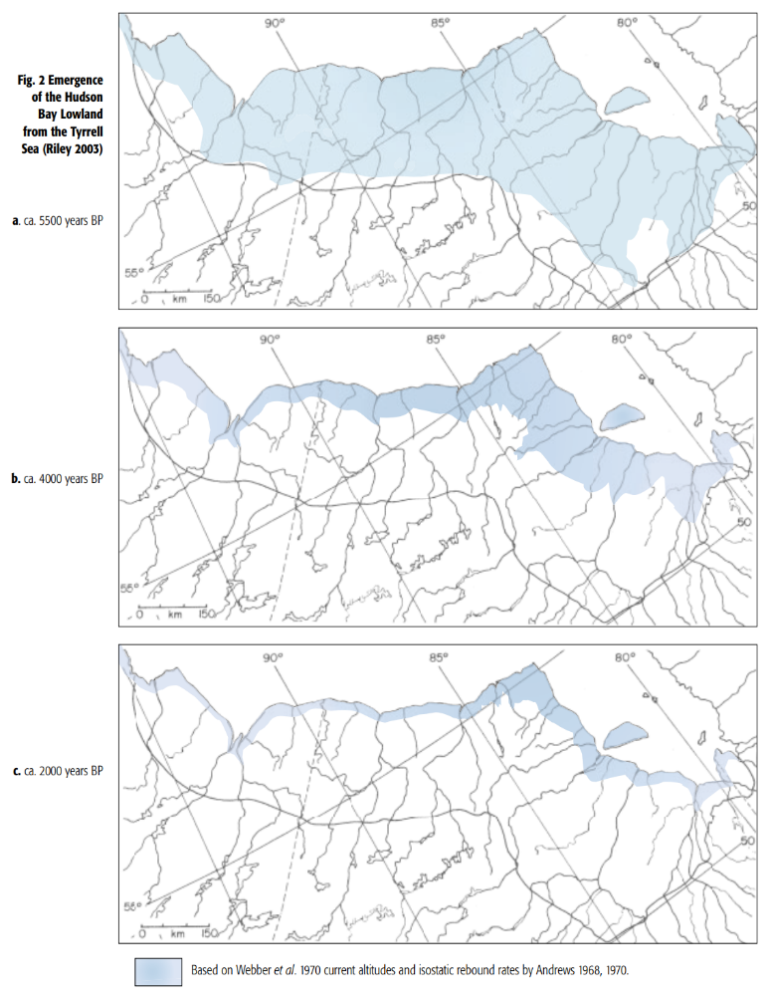 Fig. 2 Emergence
of the Hudson
Bay Lowland
from the Tyrrell
Sea (Riley 2003)
a. ca. 5500 years BP
90°
85°
80°
50
55°
0 km 150
b. ca. 4000 years BP
90°
85°
80°
50
55°
0 km 150
c. ca. 2000 years BP
90°
85°
80°
50
55°
0 km 150
Based on Webber et al. 1970 current altitudes and isostatic rebound rates by Andrews 1968, 1970.